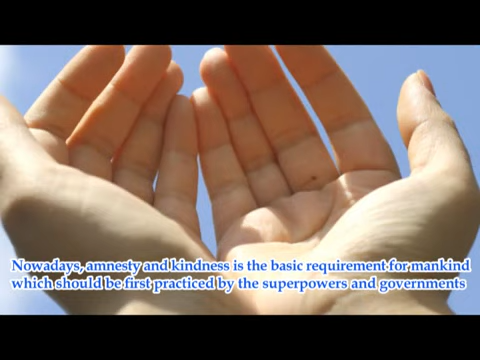 Nowadays, amnesty and kindness is the basic requirement for mankind
which should be first practiced by the superpowers and governments